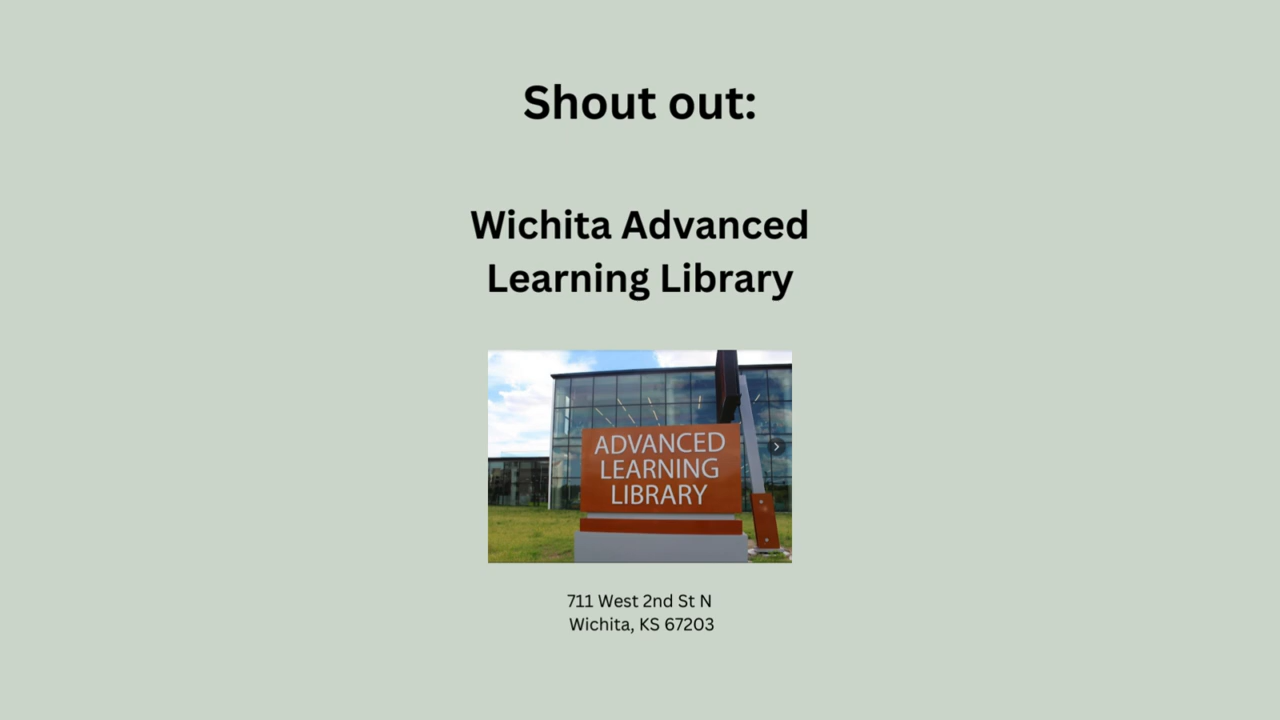 Shout out:
Wichita Advanced
Learning Library
ADVANCED
LEARNING
LIBRARY
711 West 2nd St N
Wichita, KS 67203